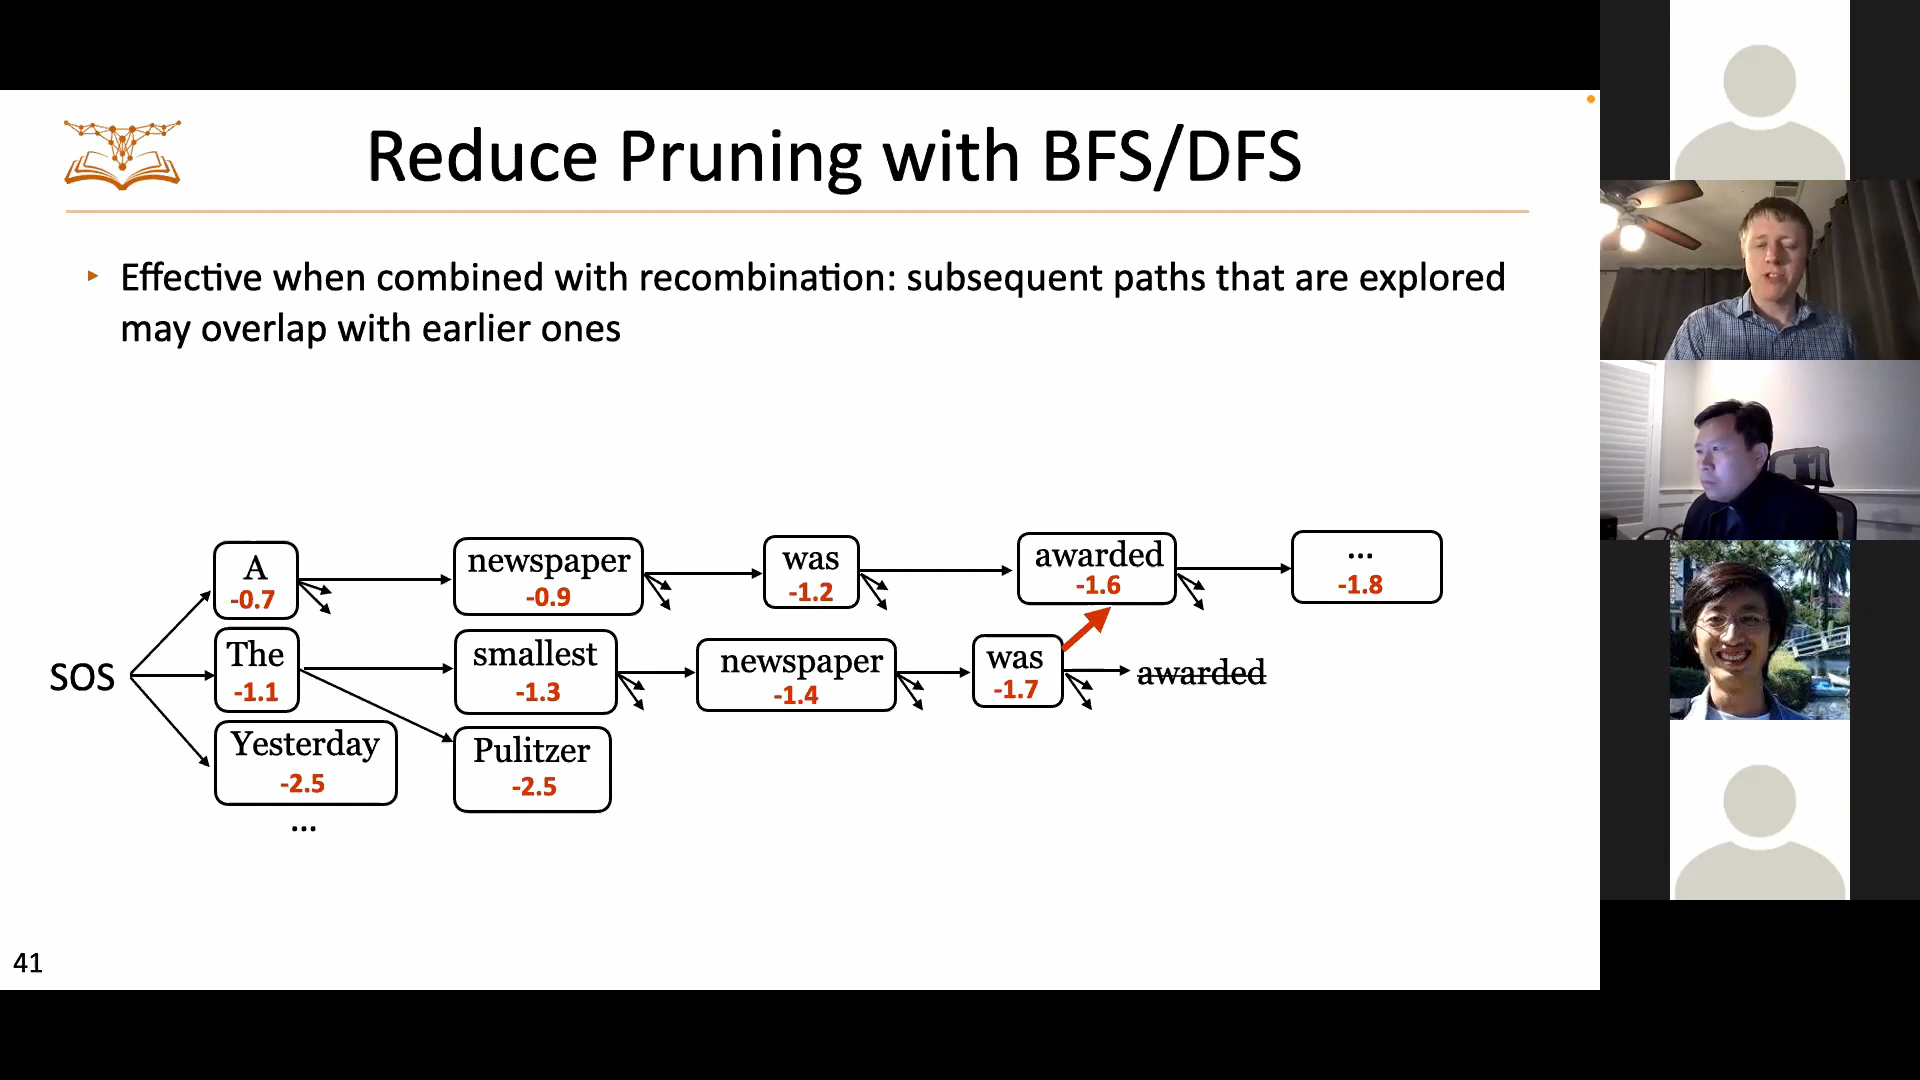 Reduce Pruning with BFS/DFS
Effective when combined with recombination: subsequent paths that are explored
may overlap with earlier ones
SOS
A
-0.7
newspaper
-0.9
was
-1.2
awarded
-1.6
...
-1.8
The
-1.1
smallest
-1.3
newspaper
-1.4
was
-1.7
awarded
Yesterday
-2.5
Pulitzer
-2.5
...
41